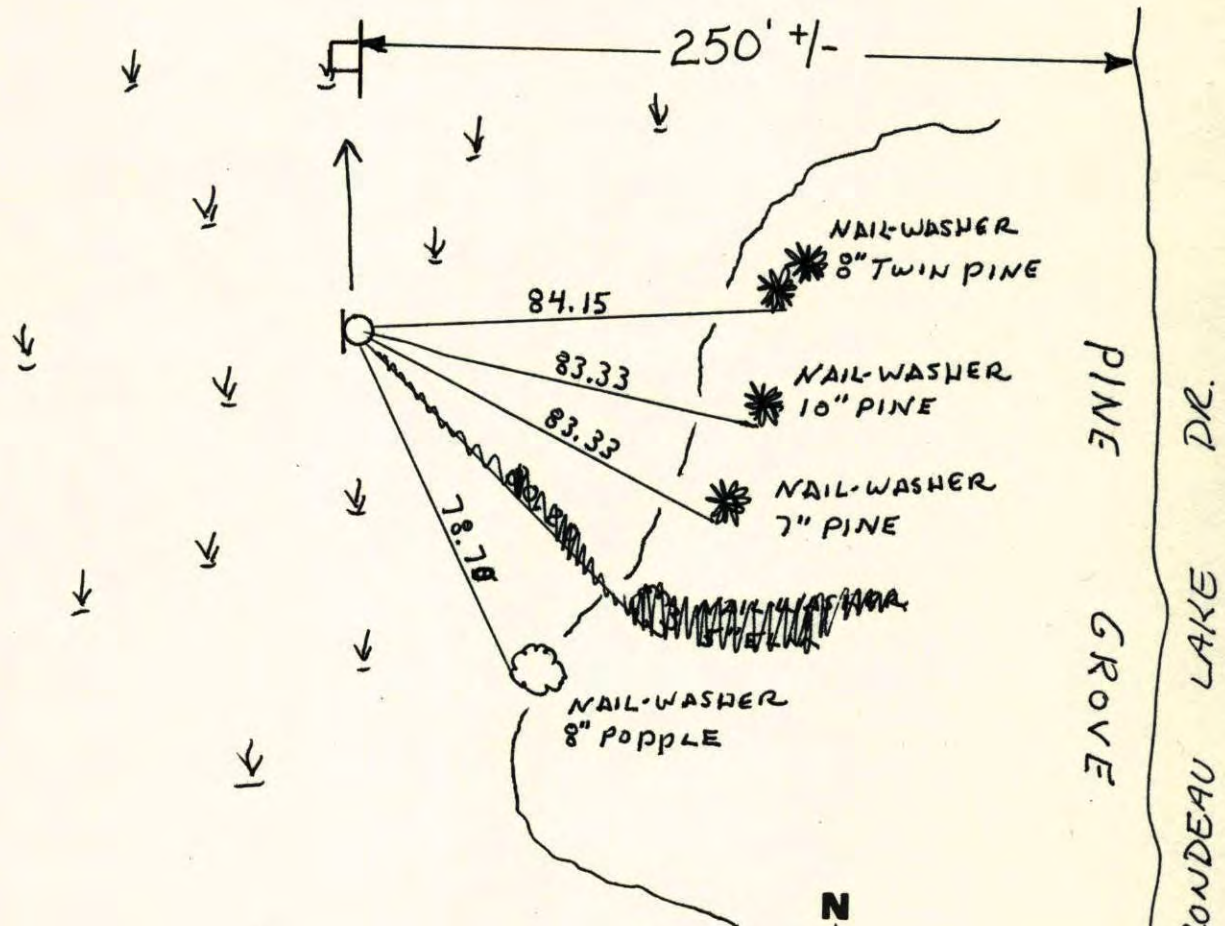 250' +/-
NAIL-WASHER
8" TWIN PINE
84.15
83.33
NAIL-WASHER
10" PINE
83.33
NAIL-WASHER
7" PINE
78.70
NAIL-WASHER
8" POPPLE
PINE GROVE
LAKE DR.
N